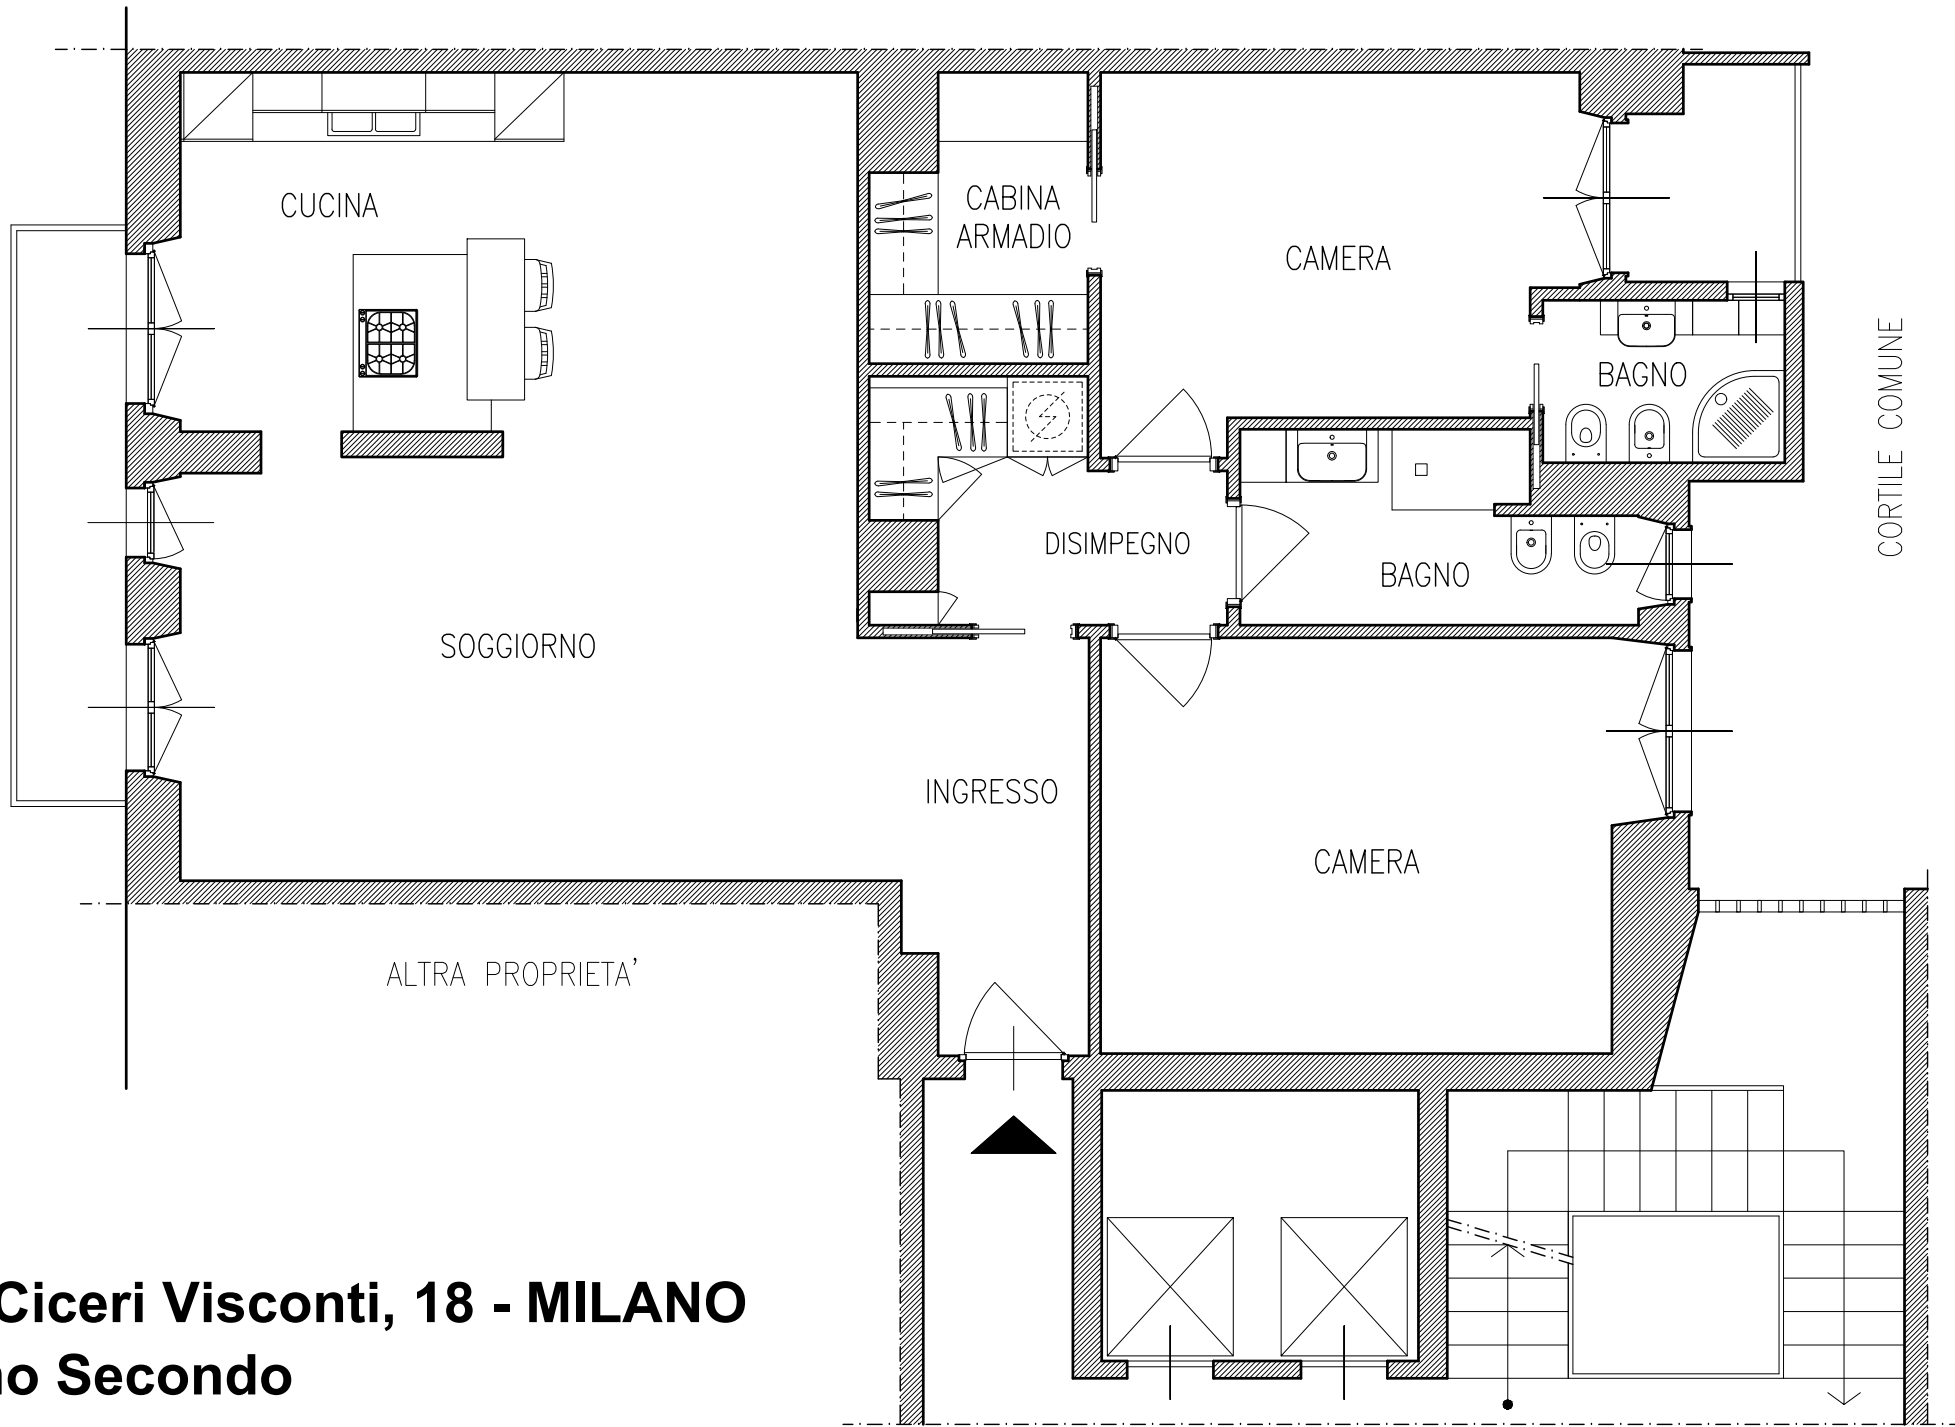 CUCINA
CABINA
ARMADIO
CAMERA
BAGNO
CORTILE COMUNE
DISIMPEGNO
BAGNO
SOGGIORNO
INGRESSO
CAMERA
ALTRA PROPRIETA'
Ciceri Visconti, 18 - MILANO
no Secondo